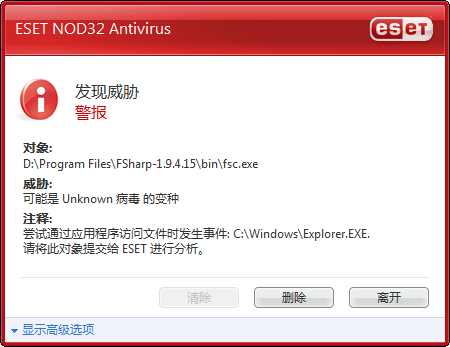 ESET NOD32 Antivirus
eset
发现威胁
警报
对象:
D:\Program Files\FSharp-1.9.4.15\bin\fsc.exe
威胁:
可能是 Unknown 病毒 的变种
注释:
尝试通过应用程序访问文件时发生事件: C:\Windows\Explorer.EXE.
请将此对象提交给 ESET 进行分析。
清除
删除
离开
显示高级选项